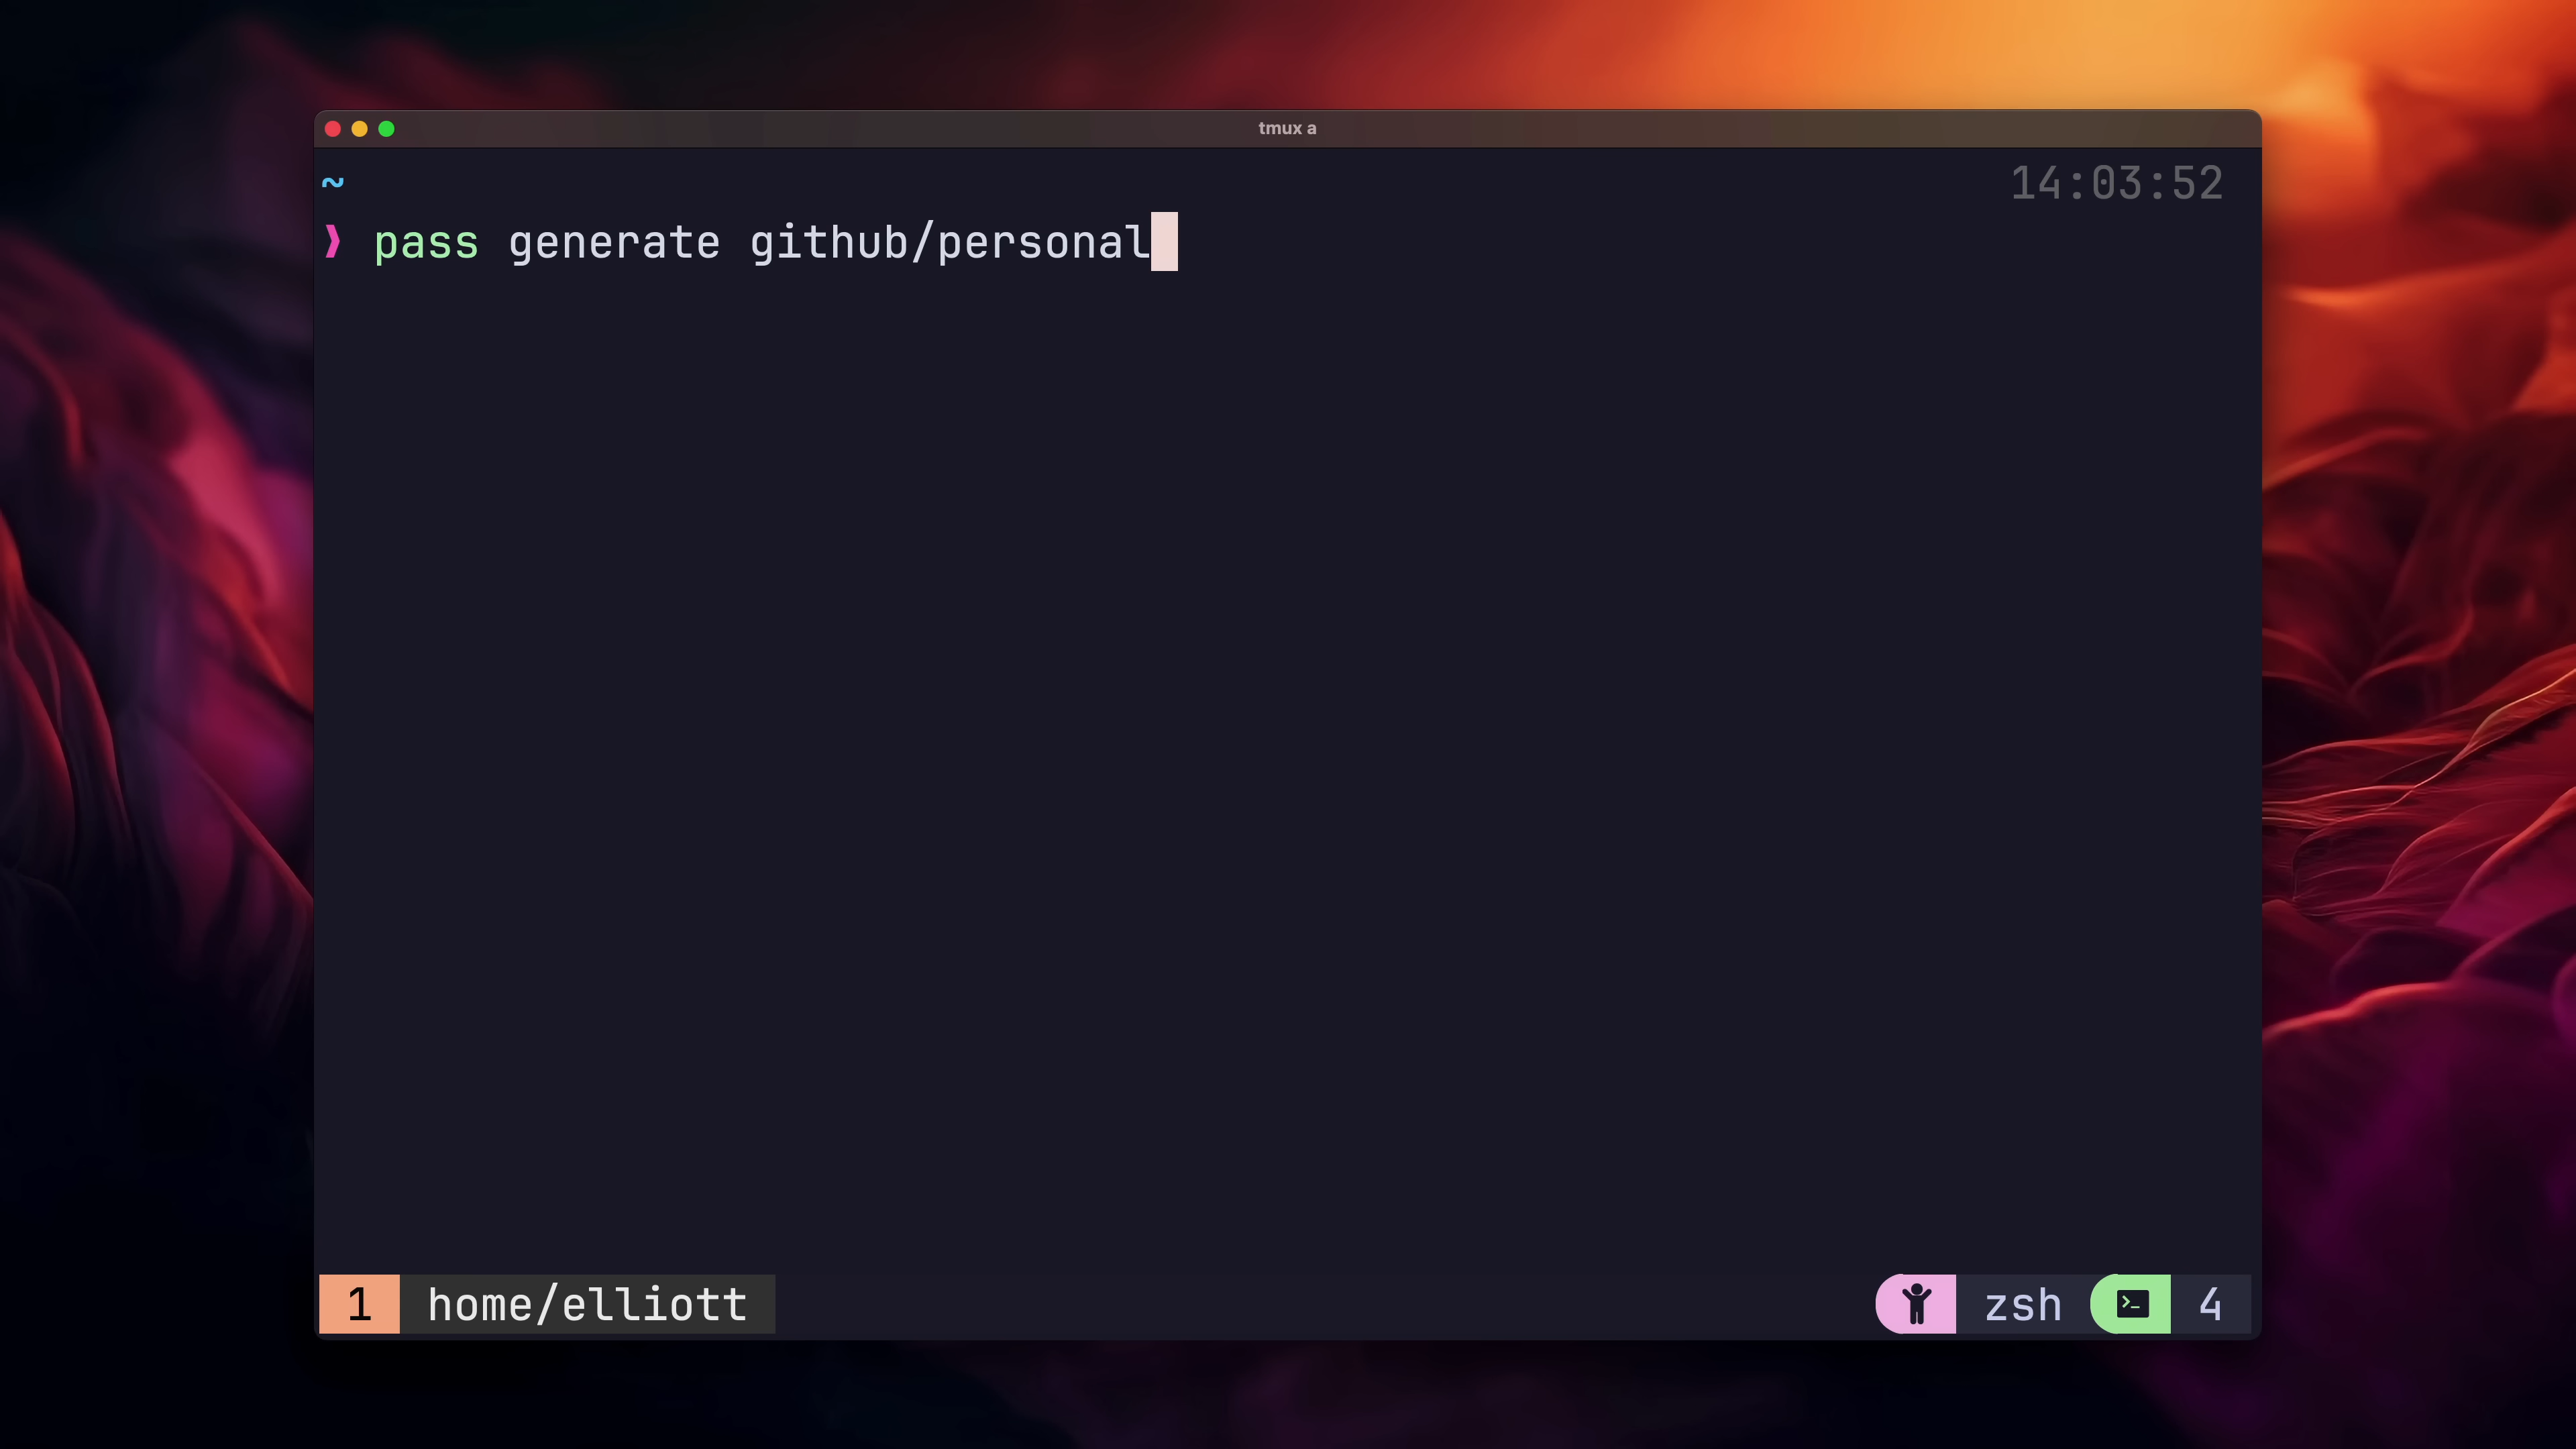 tmux a
~ 14:03:52
❱ pass generate github/personal
1 home/elliott zsh 4